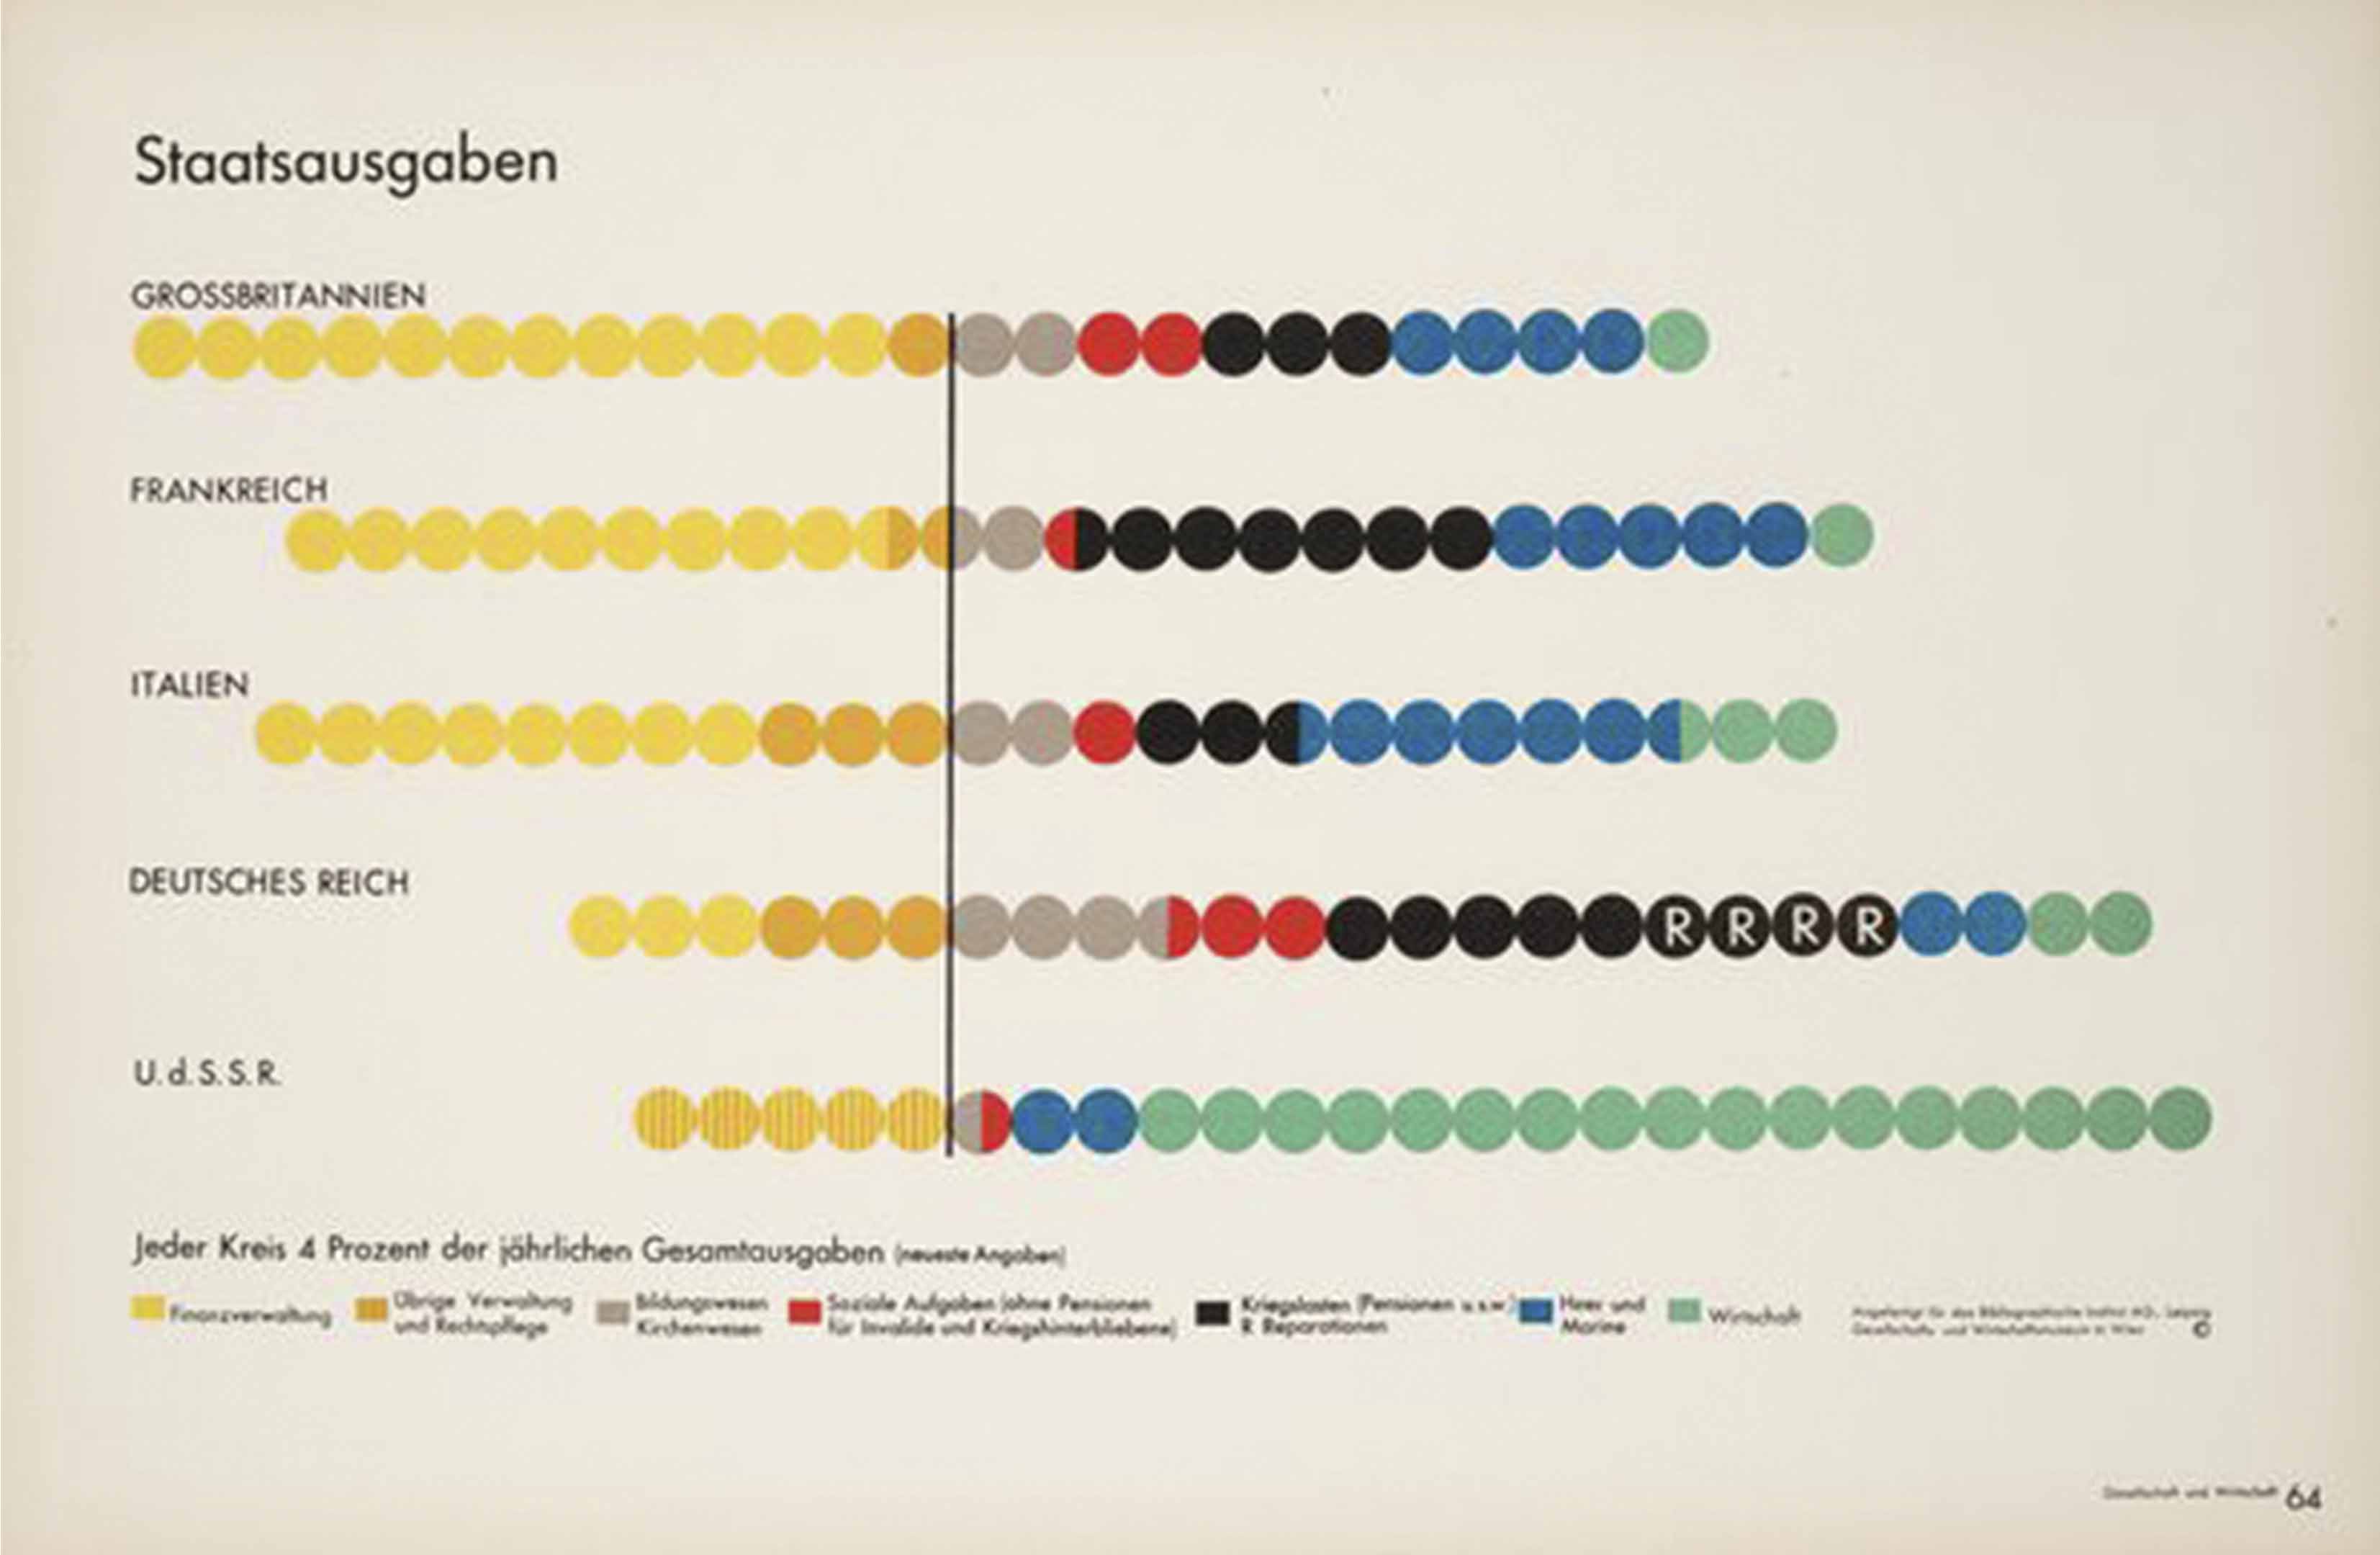 Staatsausgaben
GROSSBRITANNIEN
FRANKREICH
ITALIEN
DEUTSCHES REICH
R R R R
U. d. S. S. R.
Jeder Kreis 4 Prozent der jährlichen Gesamtausgaben (neueste Angaben)
Finanzverwaltung
Übrige Verwaltung
und Rechtspflege
Bildungswesen
Kirchenwesen
Soziale Aufgaben (ohne Pensionen
für Invalide und Kriegshinterbliebene)
Kriegslasten (Pensionen u.s.w.)
R Reparationen
Heer und
Marine
Wirtschaft
Angefertigt für das Bibliographische Institut AG., Leipzig
Gesellschafts- und Wirtschaftsmuseum in Wien ©
Gesellschaft und Wirtschaft 64